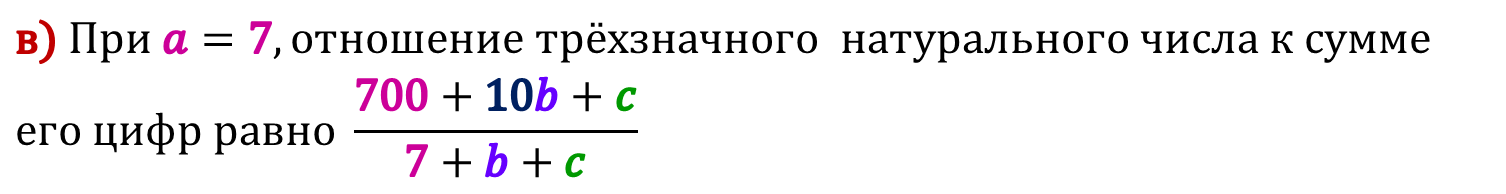 в) При a = 7, отношение трёхзначного натурального числа к сумме
его цифр равно (700 + 10b + c)/(7 + b + c)